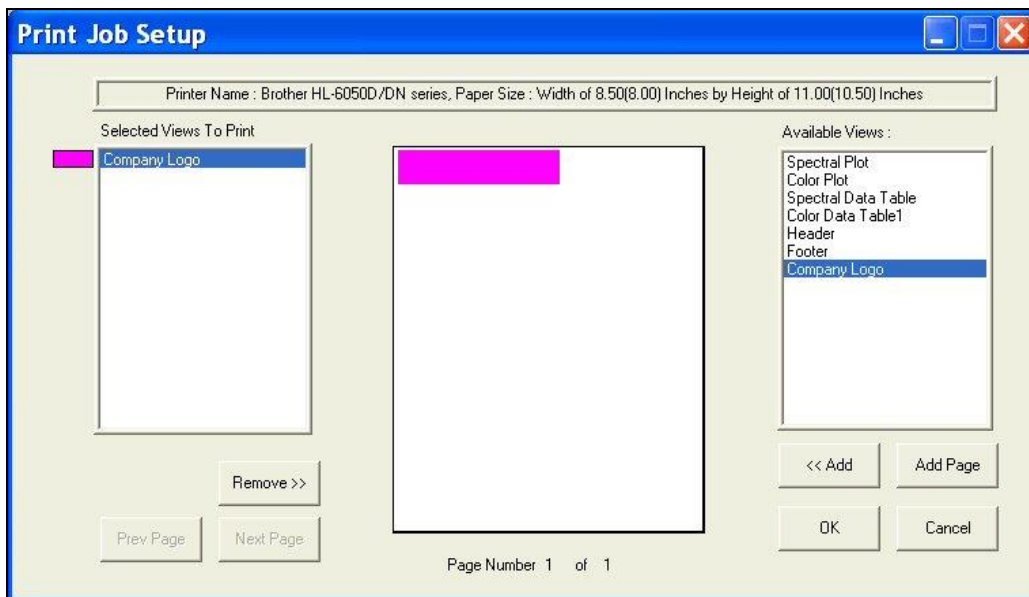 Print Job Setup
Printer Name : Brother HL-6050D/DN series, Paper Size : Width of 8.50(8.00) Inches by Height of 11.00(10.50) Inches
Selected Views To Print
Company Logo
Available Views :
Spectral Plot
Color Plot
Spectral Data Table
Color Data Table1
Header
Footer
Company Logo
Remove >>
Prev Page
Next Page
<< Add
Add Page
OK
Cancel
Page Number 1 of 1